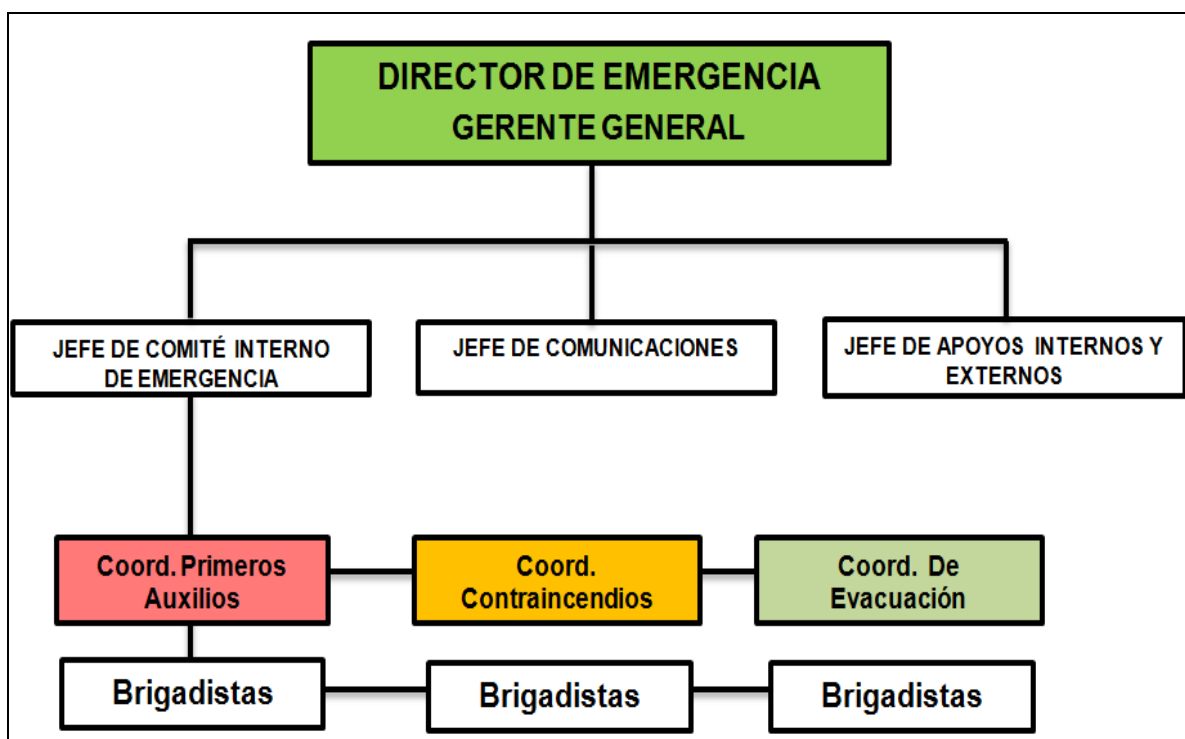 DIRECTOR DE EMERGENCIA
GERENTE GENERAL
JEFE DE COMITÉ INTERNO
DE EMERGENCIA
JEFE DE COMUNICACIONES
JEFE DE APOYOS INTERNOS Y
EXTERNOS
Coord. Primeros
Auxilios
Coord.
Contraincendios
Coord. De
Evacuación
Brigadistas
Brigadistas
Brigadistas